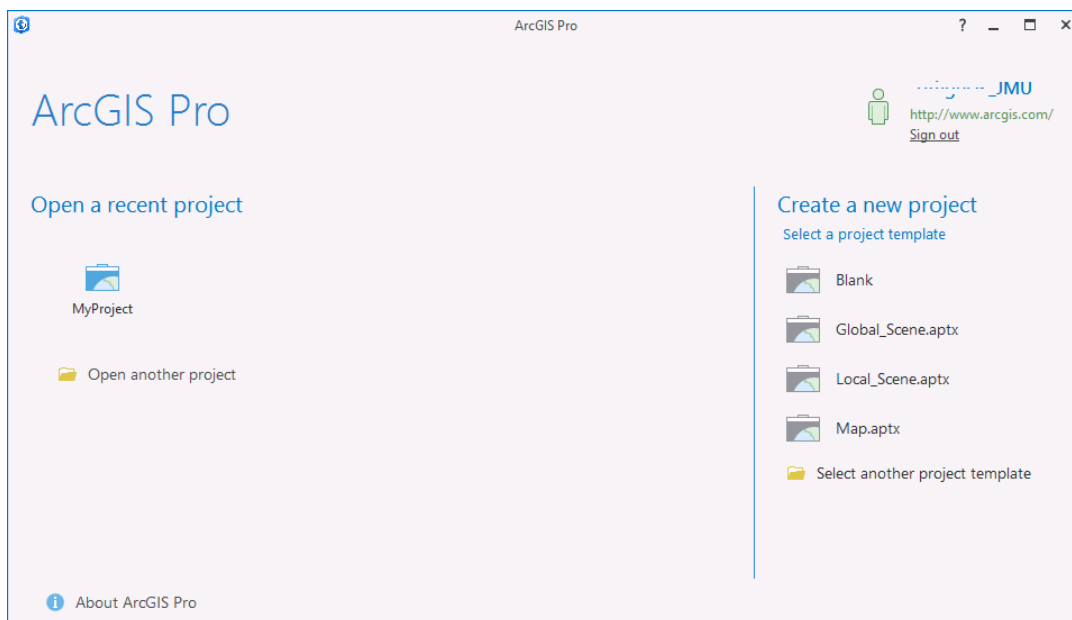 ArcGIS Pro
?
ArcGIS Pro
_JMU
http://www.arcgis.com/
Sign out
Open a recent project
MyProject
Open another project
Create a new project
Select a project template
Blank
Global_Scene.aptx
Local_Scene.aptx
Map.aptx
Select another project template
About ArcGIS Pro